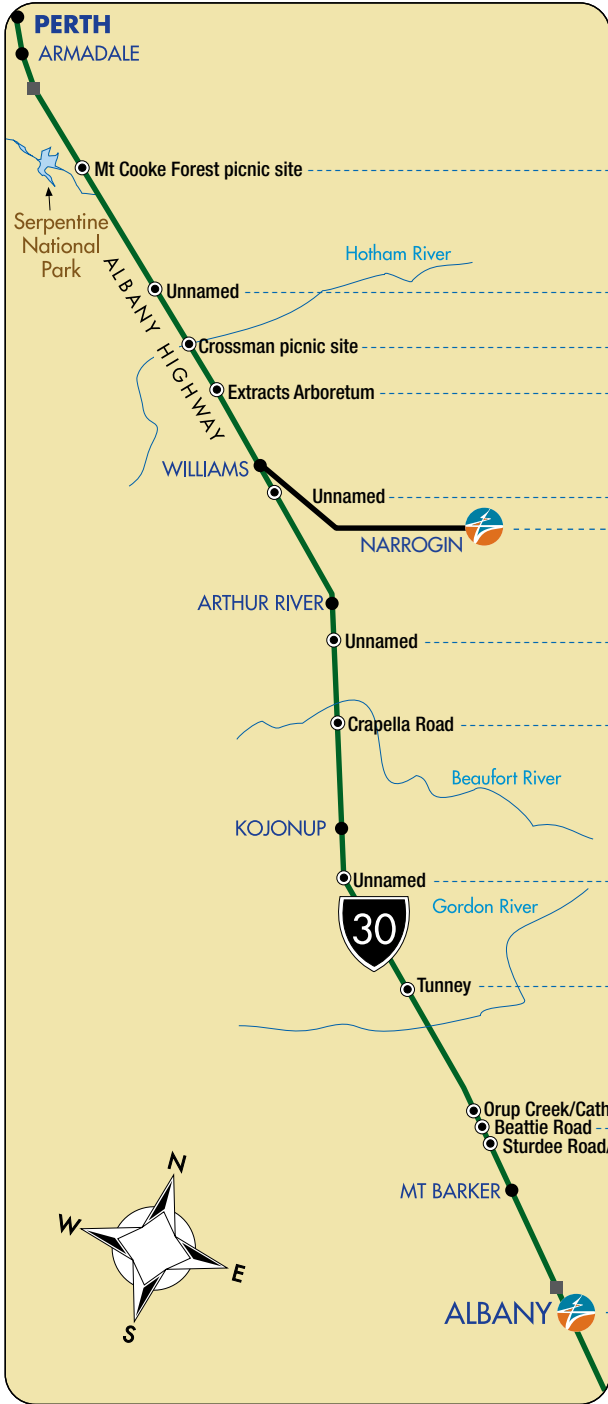 PERTH
ARMADALE
Mt Cooke Forest picnic site
Serpentine
National
Park
Hotham River
ALBANY HIGHWAY
Unnamed
Crossman picnic site
Extracts Arboretum
WILLIAMS
Unnamed
NARROGIN
ARTHUR RIVER
Unnamed
Crapella Road
Beaufort River
KOJONUP
Unnamed
Gordon River
30
Tunney
Orup Creek/Cath
Beattie Road
Sturdee Road/
MT BARKER
N
W
E
S
ALBANY